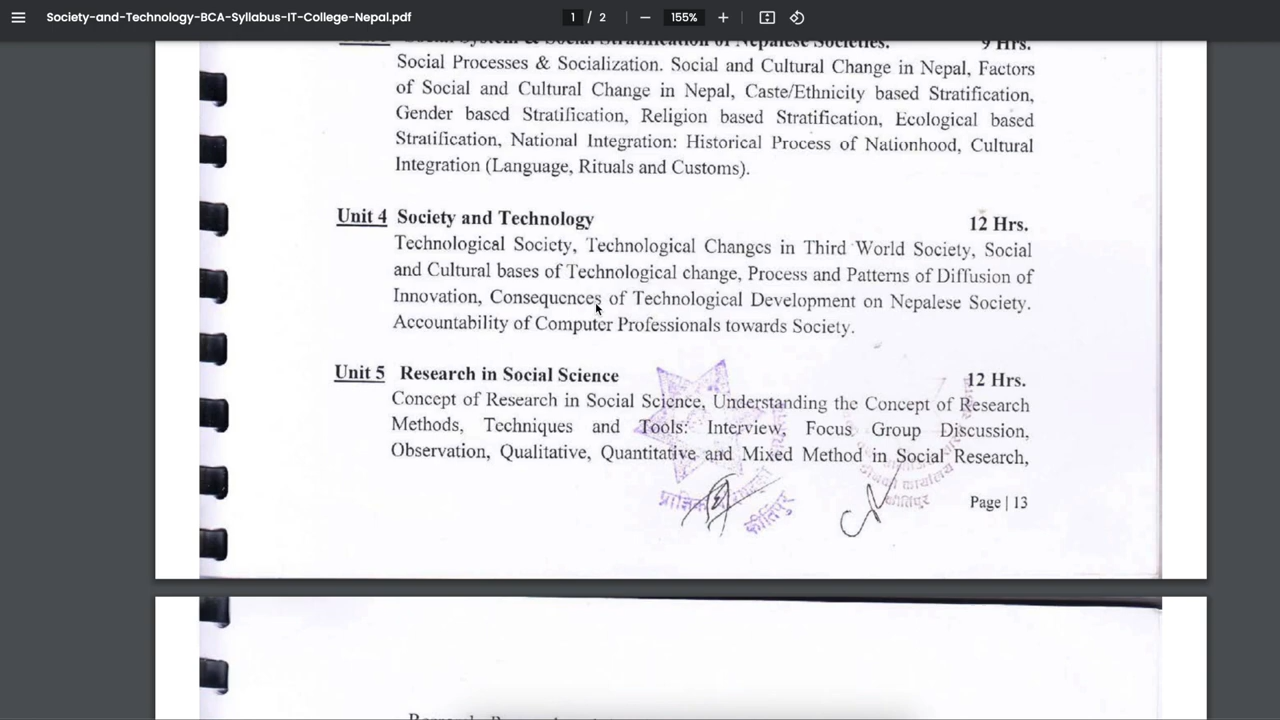 Society-and-Technology-BCA-Syllabus-IT-College-Nepal.pdf
1 / 2
155%
Social System & Social Stratification of Nepalese Societies. 9 Hrs.
Social Processes & Socialization. Social and Cultural Change in Nepal, Factors
of Social and Cultural Change in Nepal, Caste/Ethnicity based Stratification,
Gender based Stratification, Religion based Stratification, Ecological based
Stratification, National Integration: Historical Process of Nationhood, Cultural
Integration (Language, Rituals and Customs).
Unit 4 Society and Technology 12 Hrs.
Technological Society, Technological Changes in Third World Society, Social
and Cultural bases of Technological change, Process and Patterns of Diffusion of
Innovation, Consequences of Technological Development on Nepalese Society.
Accountability of Computer Professionals towards Society.
Unit 5 Research in Social Science 12 Hrs.
Concept of Research in Social Science, Understanding the Concept of Research
Methods, Techniques and Tools: Interview, Focus Group Discussion,
Observation, Qualitative, Quantitative and Mixed Method in Social Research,
कीर्तिपुर
Page | 13